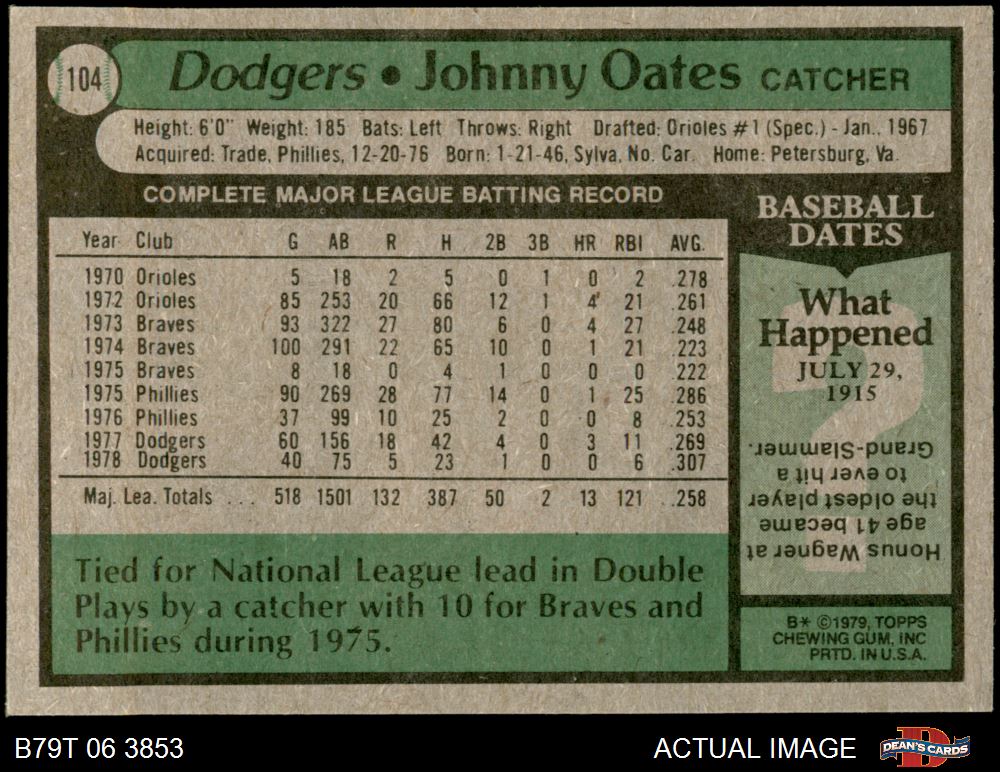 104
Dodgers • Johnny Oates CATCHER
Height: 6'0" Weight: 185 Bats: Left Throws: Right Drafted: Orioles #1 (Spec.) - Jan., 1967
Acquired: Trade, Phillies, 12-20-76 Born: 1-21-46, Sylva, No. Car. Home: Petersburg, Va.
COMPLETE MAJOR LEAGUE BATTING RECORD
Year Club G AB R H 2B 3B HR RBI AVG.
1970 Orioles 5 18 2 5 0 1 0 2 .278
1972 Orioles 85 253 20 66 12 1 4 21 .261
1973 Braves 93 322 27 80 6 0 4 27 .248
1974 Braves 100 291 22 65 10 0 1 21 .223
1975 Braves 8 18 0 4 1 0 0 0 .222
1975 Phillies 90 269 28 77 14 0 1 25 .286
1976 Phillies 37 99 10 25 2 0 0 8 .253
1977 Dodgers 60 156 18 42 4 0 3 11 .269
1978 Dodgers 40 75 5 23 1 0 0 6 .307
Maj. Lea. Totals ... 518 1501 132 387 50 2 13 121 .258
Tied for National League lead in Double
Plays by a catcher with 10 for Braves and
Phillies during 1975.
BASEBALL
DATES
What
Happened
JULY 29,
1915
Honus Wagner at
age 41 became
the oldest player
to ever hit a
Grand-Slammer.
B* ©1979, TOPPS
CHEWING GUM, INC
PRTD. IN U.S.A.
B79T 06 3853
ACTUAL IMAGE
DEAN'S CARDS